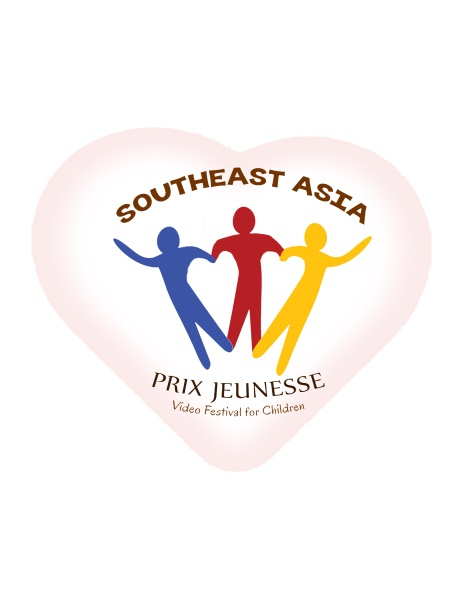 SOUTHEAST ASIA
PRIX JEUNESSE
Video Festival for Children